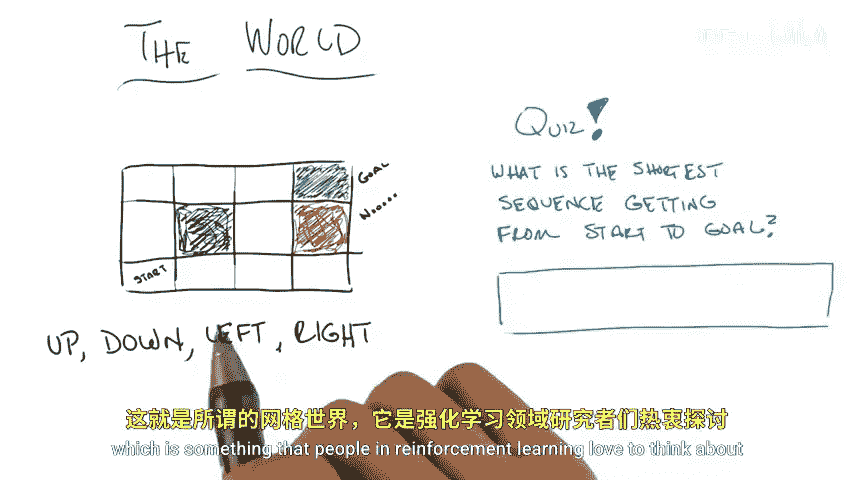 THE WORLD
QUIZ!
WHAT IS THE SHORTEST
SEQUENCE GETTING
FROM START TO GOAL?
GOAL
NO.....
START
UP, DOWN, LEFT, RIGHT
这就是所谓的网格世界，它是强化学习领域研究者们热衷探讨
which is something that people in reinforcement learning love to think about